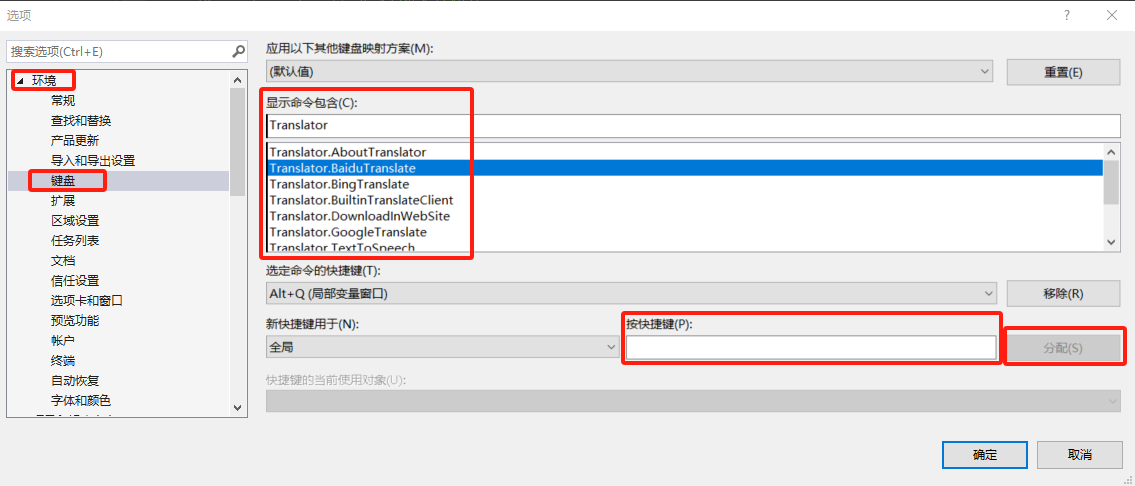 选项
搜索选项(Ctrl+E)
环境
常规
查找和替换
产品更新
导入和导出设置
键盘
扩展
区域设置
任务列表
文档
信任设置
选项卡和窗口
预览功能
帐户
终端
自动恢复
字体和颜色
应用以下其他键盘映射方案(M):
(默认值)
重置(E)
显示命令包含(C):
Translator
Translator.AboutTranslator
Translator.BaiduTranslate
Translator.BingTranslate
Translator.BuiltinTranslateClient
Translator.DownloadInWebSite
Translator.GoogleTranslate
Translator.TextToSpeech
选定命令的快捷键(T):
Alt+Q (局部变量窗口)
移除(R)
新快捷键用于(N):
按快捷键(P):
全局
分配(S)
快捷键的当前使用对象(U):
确定
取消